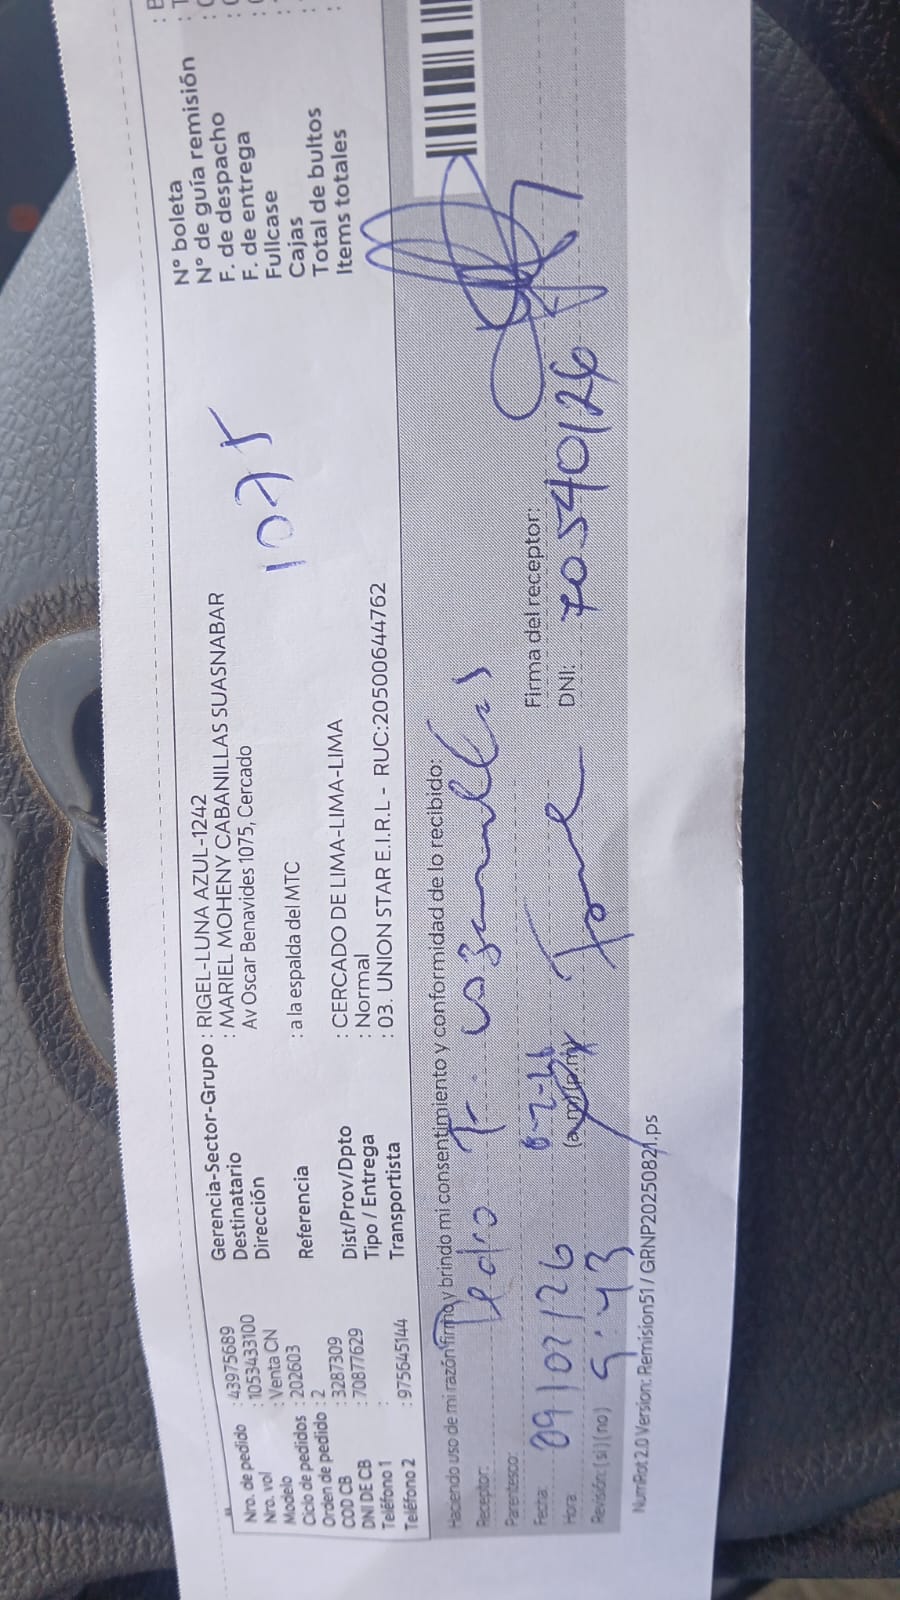 Nro. de pedido : 43975689
Nro. vol : 1053433100
Modelo : Venta CN
Ciclo de pedidos : 202603
Orden de pedido : 2
COD CB : 3287309
DNI DE CB : 70877629
Teléfono 1 :
Teléfono 2 : 975645144
Gerencia-Sector-Grupo : RIGEL-LUNA AZUL-1242
Destinatario : MARIEL MOHENY CABANILLAS SUASNABAR
Dirección Av Oscar Benavides 1075, Cercado
Referencia : a la espalda del MTC
Dist/Prov/Dpto : CERCADO DE LIMA-LIMA-LIMA
Tipo / Entrega : Normal
Transportista : 03. UNION STAR E.I.R.L - RUC:20500644762
1075
N° boleta
N° de guía remisión
F. de despacho
F. de entrega
Fullcase
Cajas
Total de bultos
Items totales
Haciendo uso de mi razón firmo y brindo mi consentimiento y conformidad de lo recibido:
Receptor: Pedro T.
Parentesco:
Fecha: 09/02/26
Hora: 9:43 (a.m) (p.m)
Revisión: (si) (no)
Firma del receptor:
DNI: 70540126
NumRot 2.0 Version: Remision51 / GRNP20250821.ps